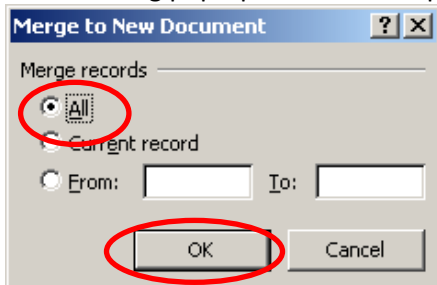 Merge to New Document
Merge records
All
Current record
From: To:
OK Cancel